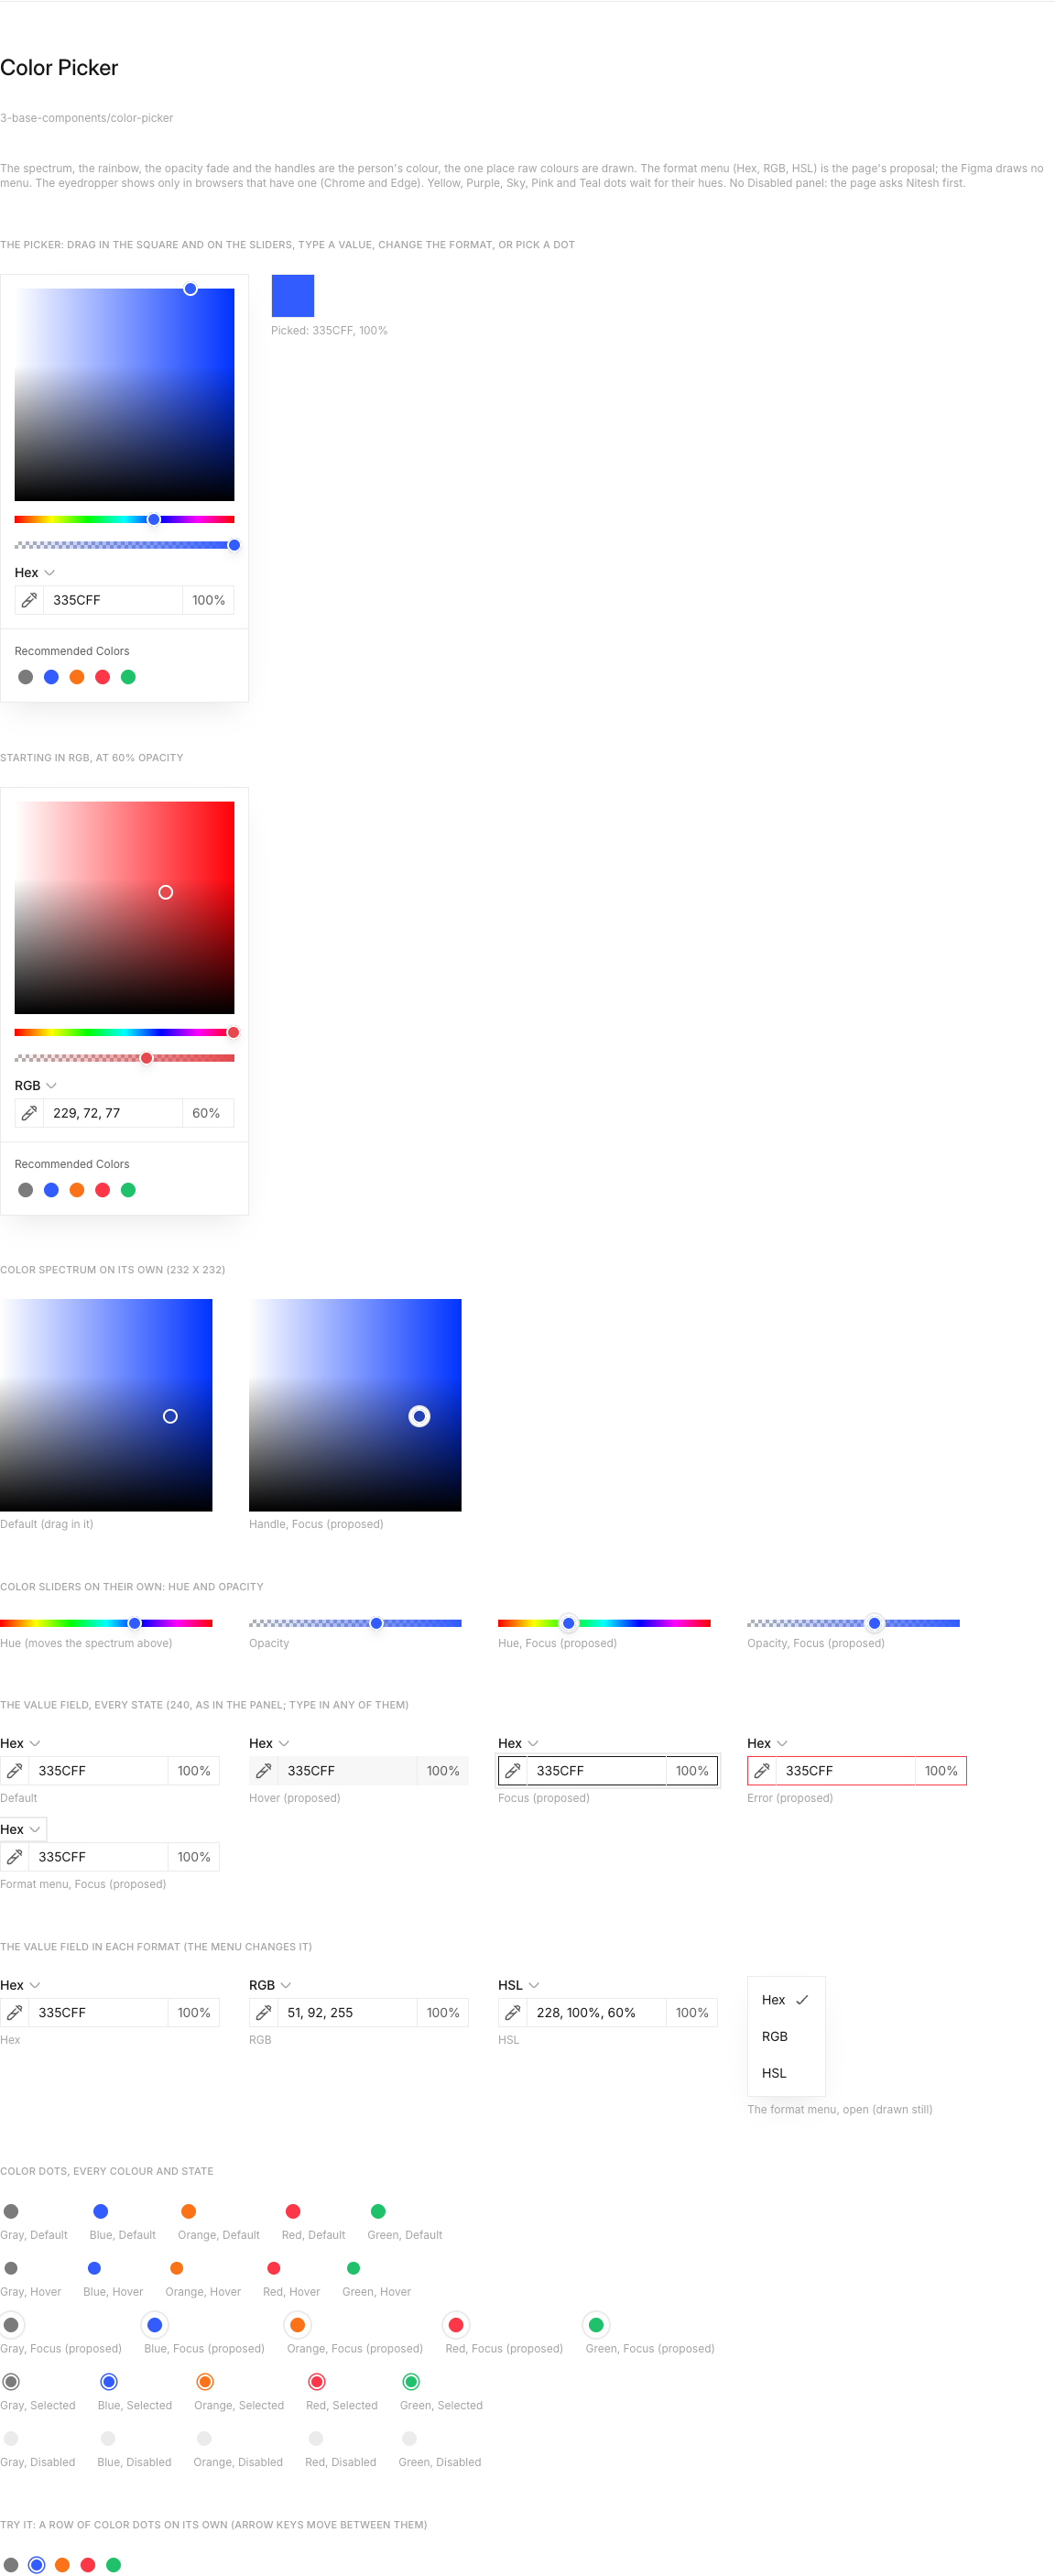 Color Picker
3-base-components/color-picker
The spectrum, the rainbow, the opacity fade and the handles are the person's colour, the one place raw colours are drawn. The format menu (Hex, RGB, HSL) is the page's proposal; the Figma draws no
menu. The eyedropper shows only in browsers that have one (Chrome and Edge). Yellow, Purple, Sky, Pink and Teal dots wait for their hues. No Disabled panel: the page asks Nitesh first.
THE PICKER: DRAG IN THE SQUARE AND ON THE SLIDERS, TYPE A VALUE, CHANGE THE FORMAT, OR PICK A DOT
Picked: 335CFF, 100%
Hex
335CFF 100%
Recommended Colors
STARTING IN RGB, AT 60% OPACITY
RGB
229, 72, 77 60%
Recommended Colors
COLOR SPECTRUM ON ITS OWN (232 X 232)
Default (drag in it) Handle, Focus (proposed)
COLOR SLIDERS ON THEIR OWN: HUE AND OPACITY
Hue (moves the spectrum above) Opacity Hue, Focus (proposed) Opacity, Focus (proposed)
THE VALUE FIELD, EVERY STATE (240, AS IN THE PANEL; TYPE IN ANY OF THEM)
Hex Hex Hex Hex
335CFF 100% 335CFF 100% 335CFF 100% 335CFF 100%
Default Hover (proposed) Focus (proposed) Error (proposed)
Hex
335CFF 100%
Format menu, Focus (proposed)
THE VALUE FIELD IN EACH FORMAT (THE MENU CHANGES IT)
Hex RGB HSL
335CFF 100% 51, 92, 255 100% 228, 100%, 60% 100%
Hex RGB HSL
Hex
RGB
HSL
The format menu, open (drawn still)
COLOR DOTS, EVERY COLOUR AND STATE
Gray, Default Blue, Default Orange, Default Red, Default Green, Default
Gray, Hover Blue, Hover Orange, Hover Red, Hover Green, Hover
Gray, Focus (proposed) Blue, Focus (proposed) Orange, Focus (proposed) Red, Focus (proposed) Green, Focus (proposed)
Gray, Selected Blue, Selected Orange, Selected Red, Selected Green, Selected
Gray, Disabled Blue, Disabled Orange, Disabled Red, Disabled Green, Disabled
TRY IT: A ROW OF COLOR DOTS ON ITS OWN (ARROW KEYS MOVE BETWEEN THEM)